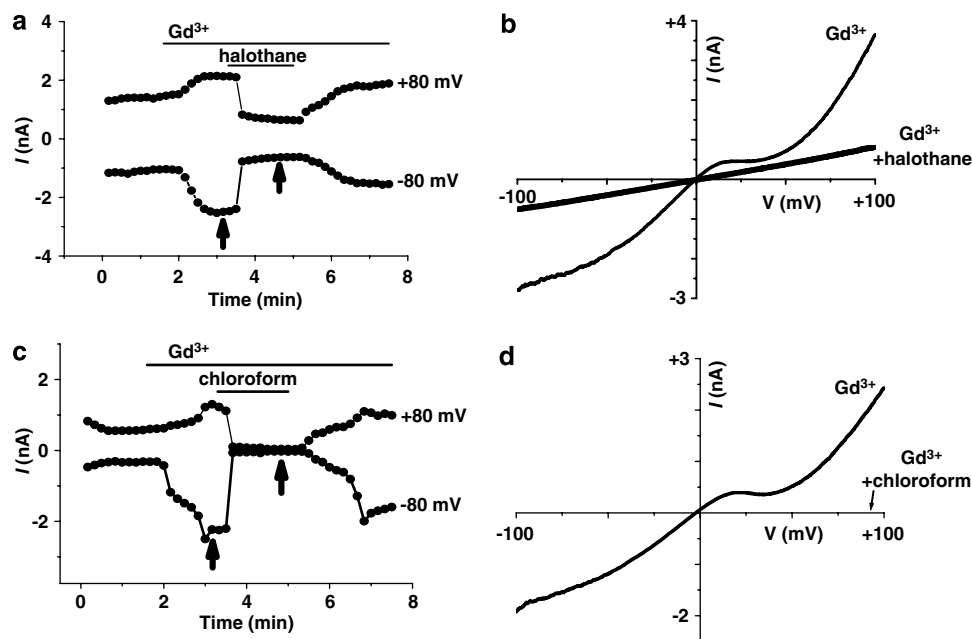 a
Gd³⁺
halothane
+80 mV
-80 mV
I (nA)
4
2
0
-2
-4
0 2 4 6 8
Time (min)
b
+4
I (nA)
Gd³⁺
Gd³⁺
+halothane
-100
V (mV)
+100
-3
c
Gd³⁺
chloroform
+80 mV
-80 mV
I (nA)
2
0
-2
0 2 4 6 8
Time (min)
d
+3
I (nA)
Gd³⁺
Gd³⁺
+chloroform
-100
V (mV)
+100
-2